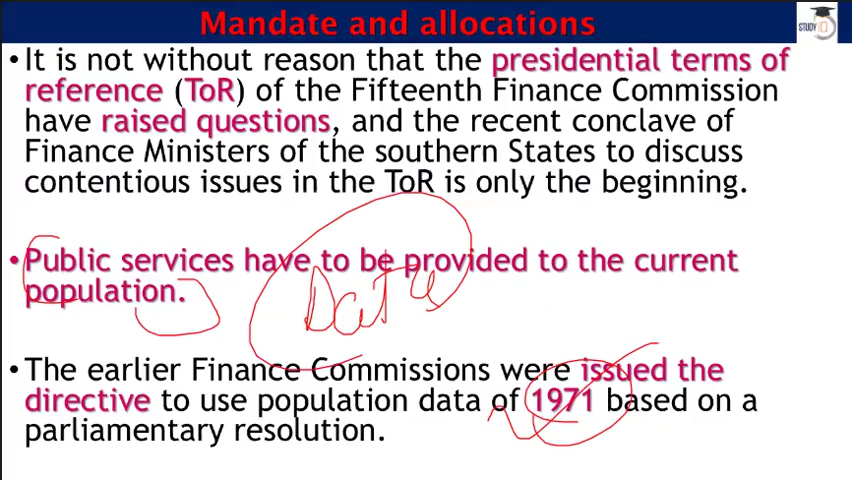 Mandate and allocations
STUDY IQ
•It is not without reason that the presidential terms of
reference (ToR) of the Fifteenth Finance Commission
have raised questions, and the recent conclave of
Finance Ministers of the southern States to discuss
contentious issues in the ToR is only the beginning.
•Public services have to be provided to the current
population.
Data
•The earlier Finance Commissions were issued the
directive to use population data of 1971 based on a
parliamentary resolution.